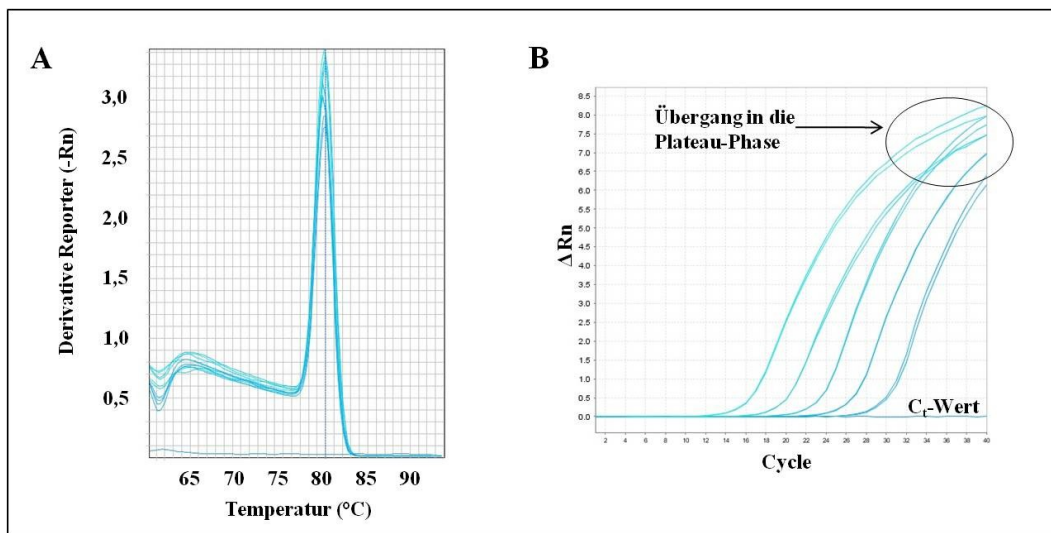 A
Derivative Reporter (-Rn)
3,0
2,5
2,0
1,5
1,0
0,5
65 70 75 80 85 90
Temperatur (°C)
B
Übergang in die
Plateau-Phase
ΔRn
8.5
8.0
7.5
7.0
6.5
6.0
5.5
5.0
4.5
4.0
3.5
3.0
2.5
2.0
1.5
1.0
0.5
0.0
Ct-Wert
2 4 6 8 10 12 14 16 18 20 22 24 26 28 30 32 34 36 38 40
Cycle